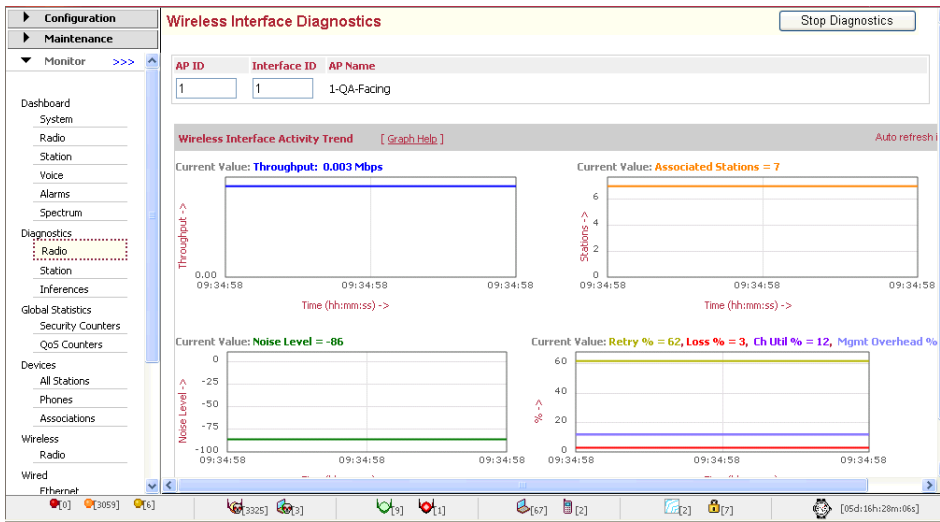 Configuration
Maintenance
Monitor >>>
Dashboard
System
Radio
Station
Voice
Alarms
Spectrum
Diagnostics
Radio
Station
Inferences
Global Statistics
Security Counters
QoS Counters
Devices
All Stations
Phones
Associations
Wireless
Radio
Wired
Ethernet
Wireless Interface Diagnostics
Stop Diagnostics
AP ID Interface ID AP Name
1 1 1-QA-Facing
Wireless Interface Activity Trend [ Graph Help ] Auto refresh i
Current Value: Throughput: 0.003 Mbps
Throughput ->
0.00
09:34:58 09:34:58 09:34:58
Time (hh:mm:ss) ->
Current Value: Associated Stations = 7
Stations ->
6
4
2
0
09:34:58 09:34:58 09:34:58
Time (hh:mm:ss) ->
Current Value: Noise Level = -86
Noise Level ->
0
-25
-50
-75
-100
09:34:58 09:34:58 09:34:58
Current Value: Retry % = 62, Loss % = 3, Ch Util % = 12, Mgmt Overhead %
% ->
60
40
20
0
09:34:58 09:34:58 09:34:58
[0] [3059] [6] [3325] [3] [9] [1] [67] [2] [2] [7] [05d:16h:28m:06s]